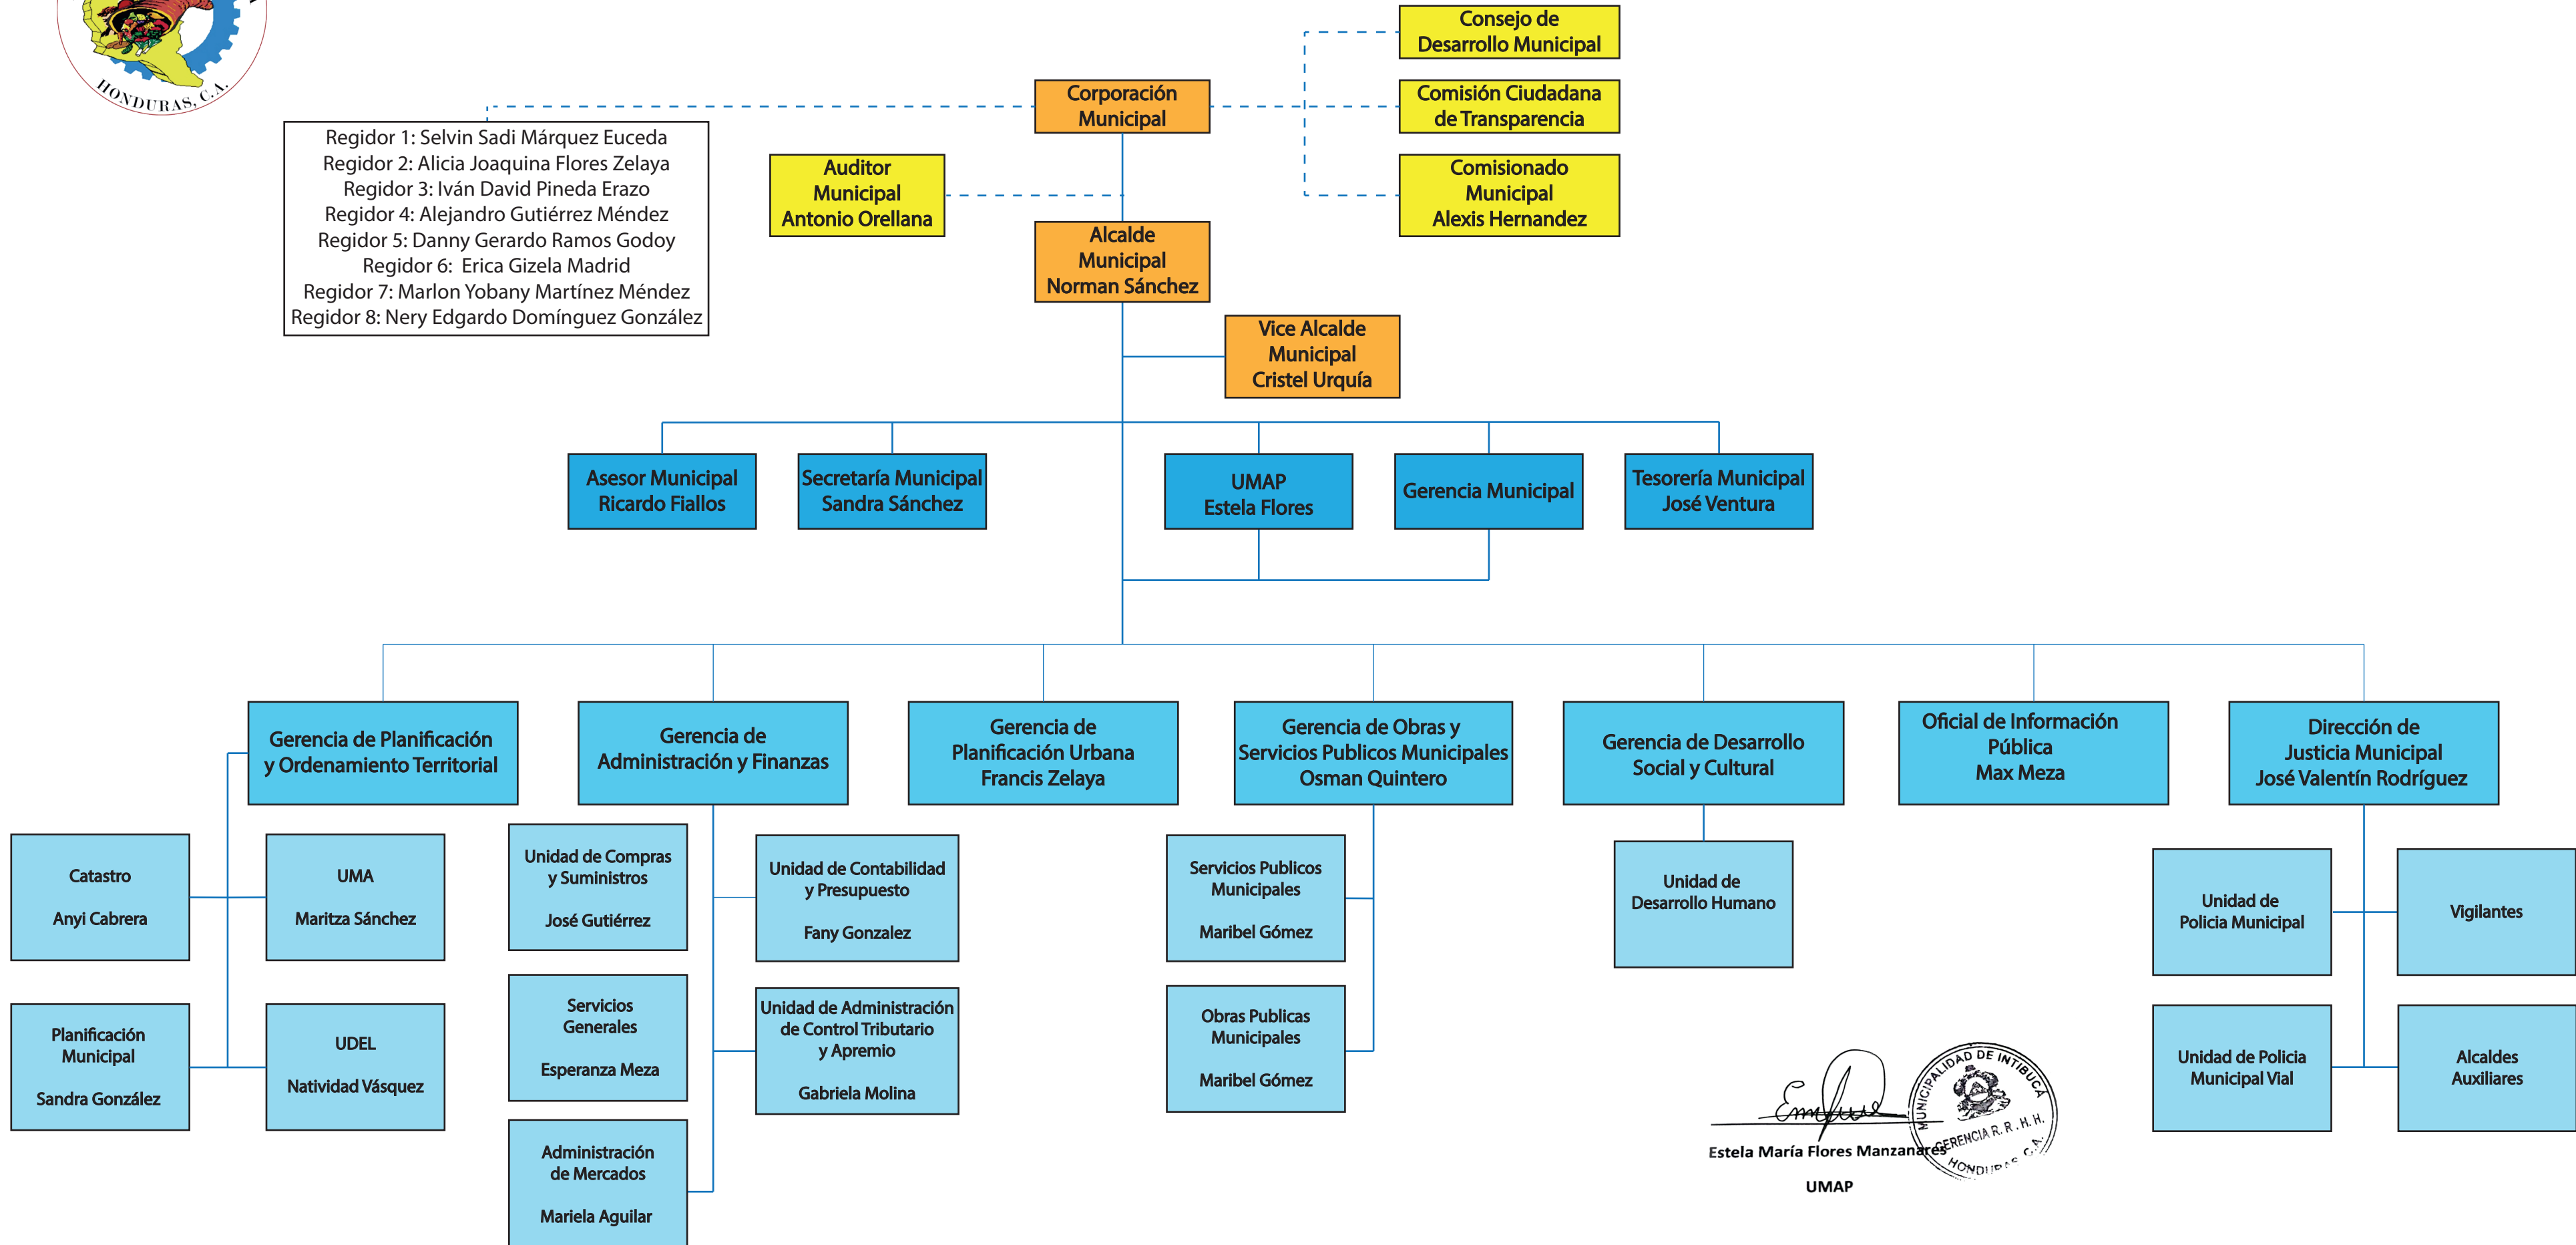 HONDURAS, C.A.
Consejo de
Desarrollo Municipal
Corporación
Municipal
Comisión Ciudadana
de Transparencia
Regidor 1: Selvin Sadi Márquez Euceda
Regidor 2: Alicia Joaquina Flores Zelaya
Regidor 3: Iván David Pineda Erazo
Regidor 4: Alejandro Gutiérrez Méndez
Regidor 5: Danny Gerardo Ramos Godoy
Regidor 6: Erica Gizela Madrid
Regidor 7: Marlon Yobany Martínez Méndez
Regidor 8: Nery Edgardo Domínguez González
Auditor
Municipal
Antonio Orellana
Comisionado
Municipal
Alexis Hernandez
Alcalde
Municipal
Norman Sánchez
Vice Alcalde
Municipal
Cristel Urquía
Asesor Municipal
Ricardo Fiallos
Secretaría Municipal
Sandra Sánchez
UMAP
Estela Flores
Gerencia Municipal
Tesorería Municipal
José Ventura
Gerencia de Planificación
y Ordenamiento Territorial
Gerencia de
Administración y Finanzas
Gerencia de
Planificación Urbana
Francis Zelaya
Gerencia de Obras y
Servicios Publicos Municipales
Osman Quintero
Gerencia de Desarrollo
Social y Cultural
Oficial de Información
Pública
Max Meza
Dirección de
Justicia Municipal
José Valentín Rodríguez
Catastro
Anyi Cabrera
UMA
Maritza Sánchez
Unidad de Compras
y Suministros
José Gutiérrez
Unidad de Contabilidad
y Presupuesto
Fany Gonzalez
Servicios Publicos
Municipales
Maribel Gómez
Unidad de
Desarrollo Humano
Unidad de
Policia Municipal
Vigilantes
Planificación
Municipal
Sandra González
UDEL
Natividad Vásquez
Servicios
Generales
Esperanza Meza
Unidad de Administración
de Control Tributario
y Apremio
Gabriela Molina
Obras Publicas
Municipales
Maribel Gómez
Unidad de Policia
Municipal Vial
Alcaldes
Auxiliares
Administración
de Mercados
Mariela Aguilar
Estela María Flores Manzanares
UMAP
MUNICIPALIDAD DE INTIBUCÁ
GERENCIA R. R. H. H.
HONDURAS, C.A.